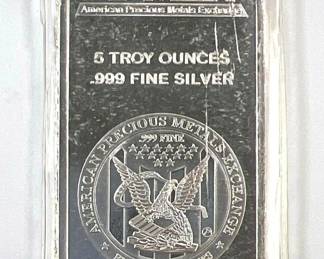 American Precious Metals Exchange
5 TROY OUNCES
.999 FINE SILVER
AMERICAN PRECIOUS METALS EXCHANGE
.999 FINE